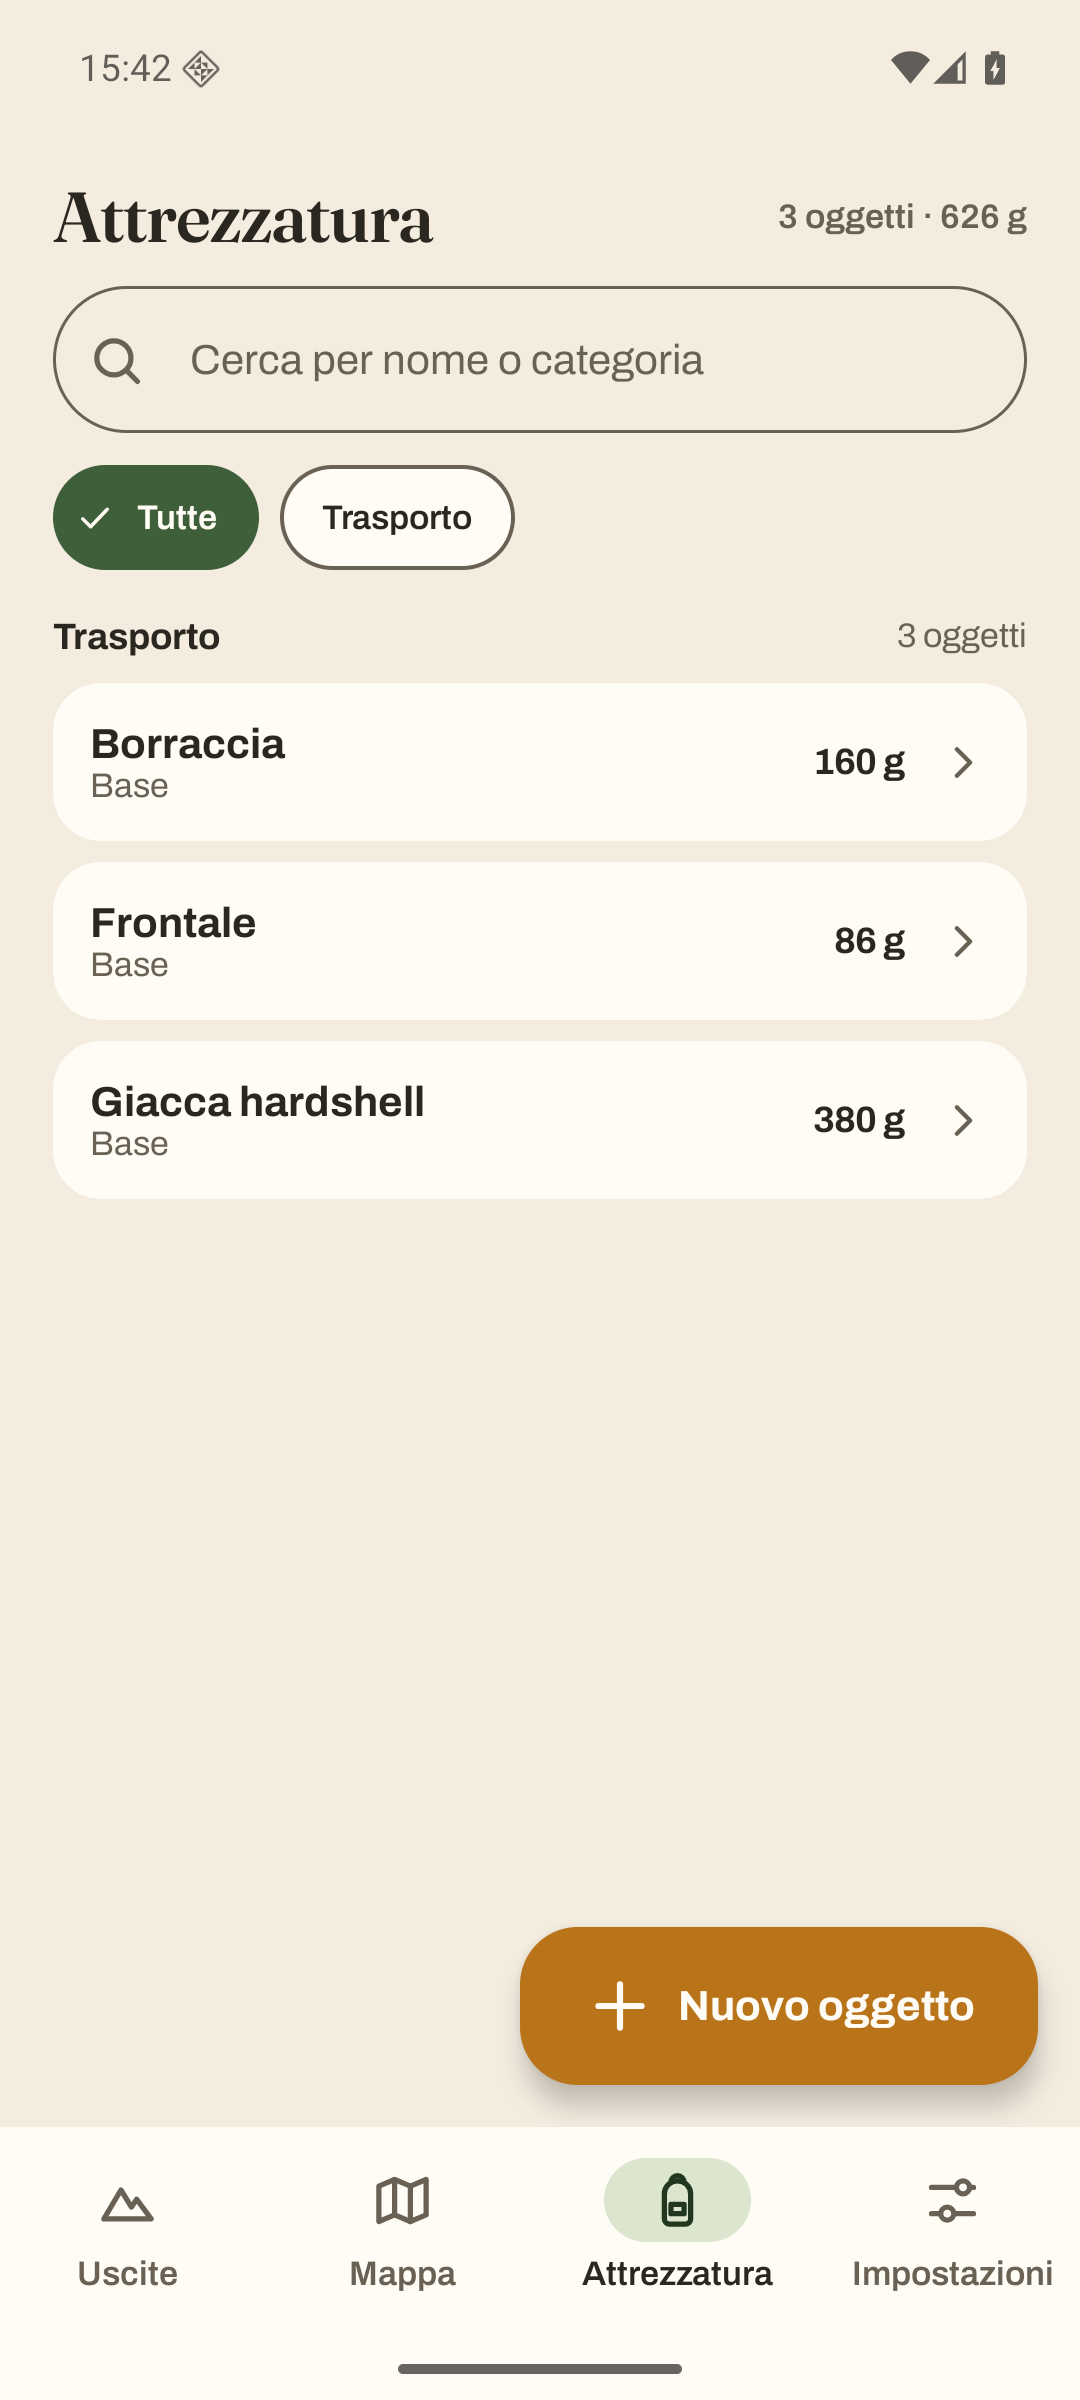 15:42
Attrezzatura
3 oggetti · 626 g
Cerca per nome o categoria
Tutte
Trasporto
Trasporto
3 oggetti
Borraccia
Base
160 g
Frontale
Base
86 g
Giacca hardshell
Base
380 g
Nuovo oggetto
Uscite
Mappa
Attrezzatura
Impostazioni